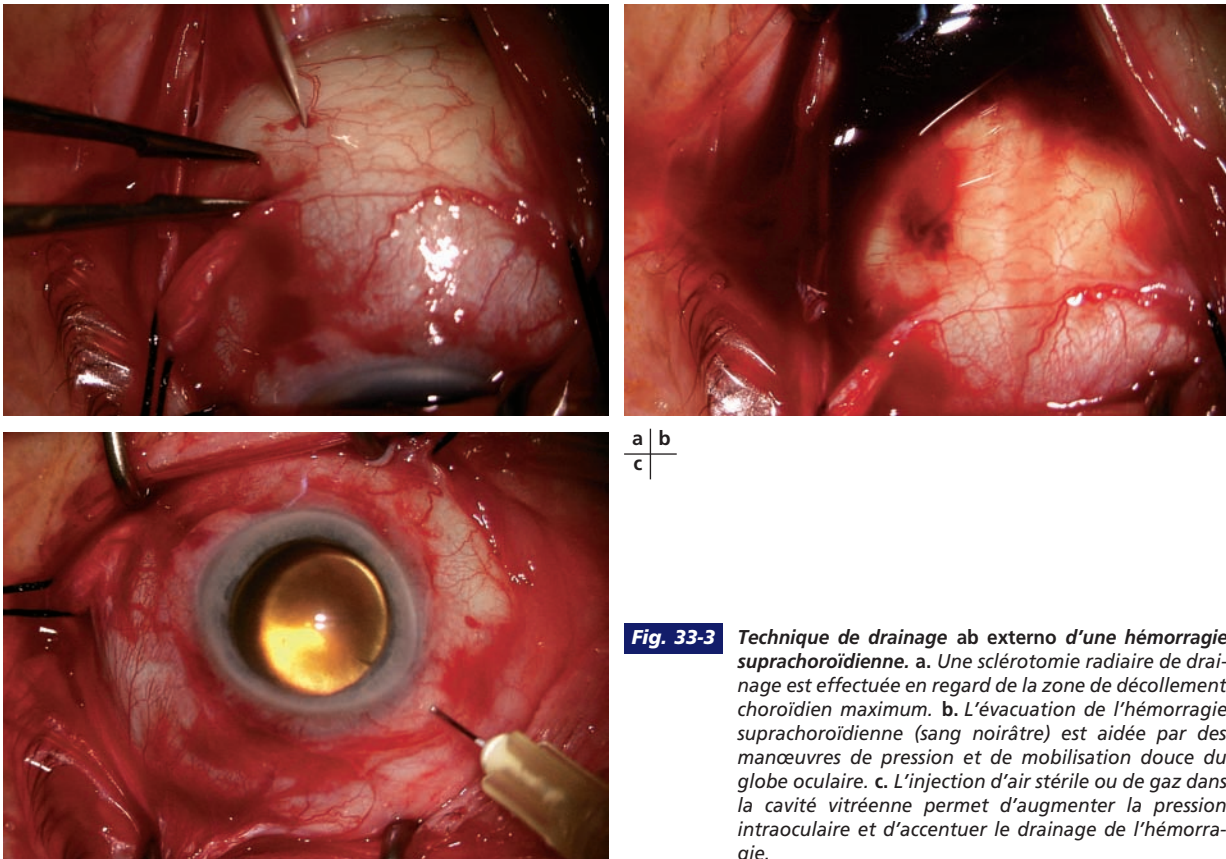 a b
c
Fig. 33-3 Technique de drainage ab externo d'une hémorragie
suprachoroïdienne. a. Une sclérotomie radiaire de drai-
nage est effectuée en regard de la zone de décollement
choroïdien maximum. b. L'évacuation de l'hémorragie
suprachoroïdienne (sang noirâtre) est aidée par des
manœuvres de pression et de mobilisation douce du
globe oculaire. c. L'injection d'air stérile ou de gaz dans
la cavité vitréenne permet d'augmenter la pression
intraoculaire et d'accentuer le drainage de l'hémorra-
gie.